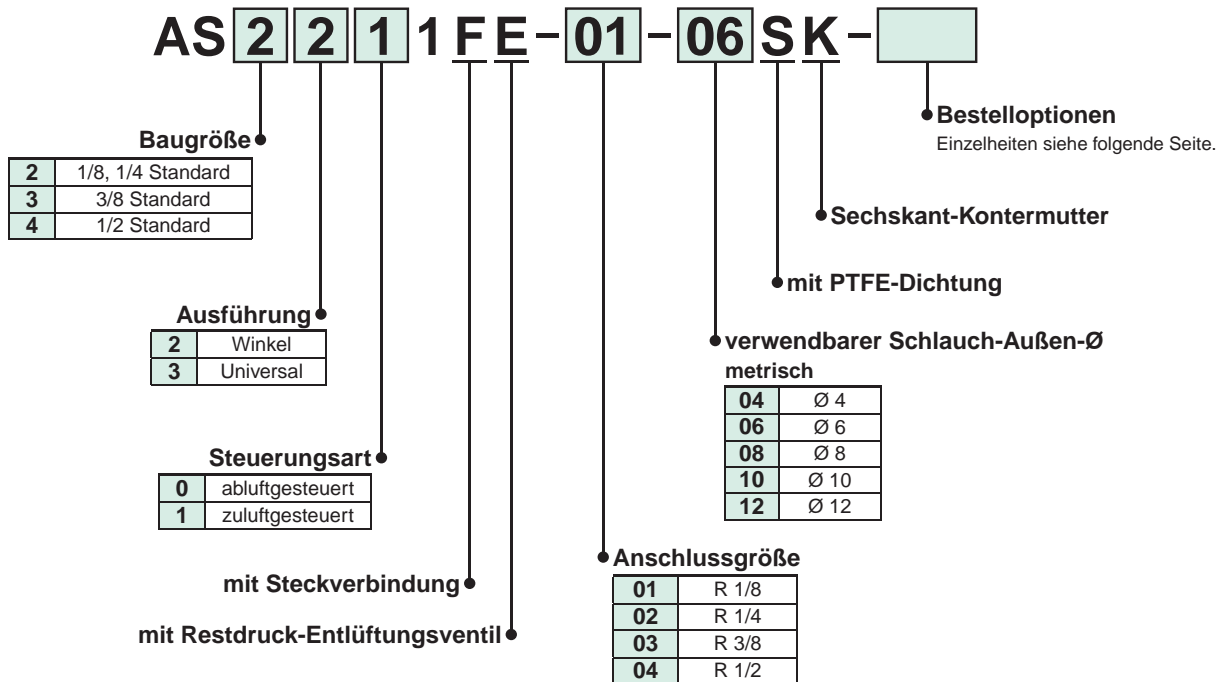 AS 2 2 1 1 F E – 01 – 06 S K –
Bestelloptionen
Einzelheiten siehe folgende Seite.
Baugröße
2 1/8, 1/4 Standard
3 3/8 Standard
4 1/2 Standard
Sechskant-Kontermutter
mit PTFE-Dichtung
Ausführung
2 Winkel
3 Universal
verwendbarer Schlauch-Außen-Ø
metrisch
04 Ø 4
06 Ø 6
08 Ø 8
10 Ø 10
12 Ø 12
Steuerungsart
0 abluftgesteuert
1 zuluftgesteuert
mit Steckverbindung
mit Restdruck-Entlüftungsventil
Anschlussgröße
01 R 1/8
02 R 1/4
03 R 3/8
04 R 1/2